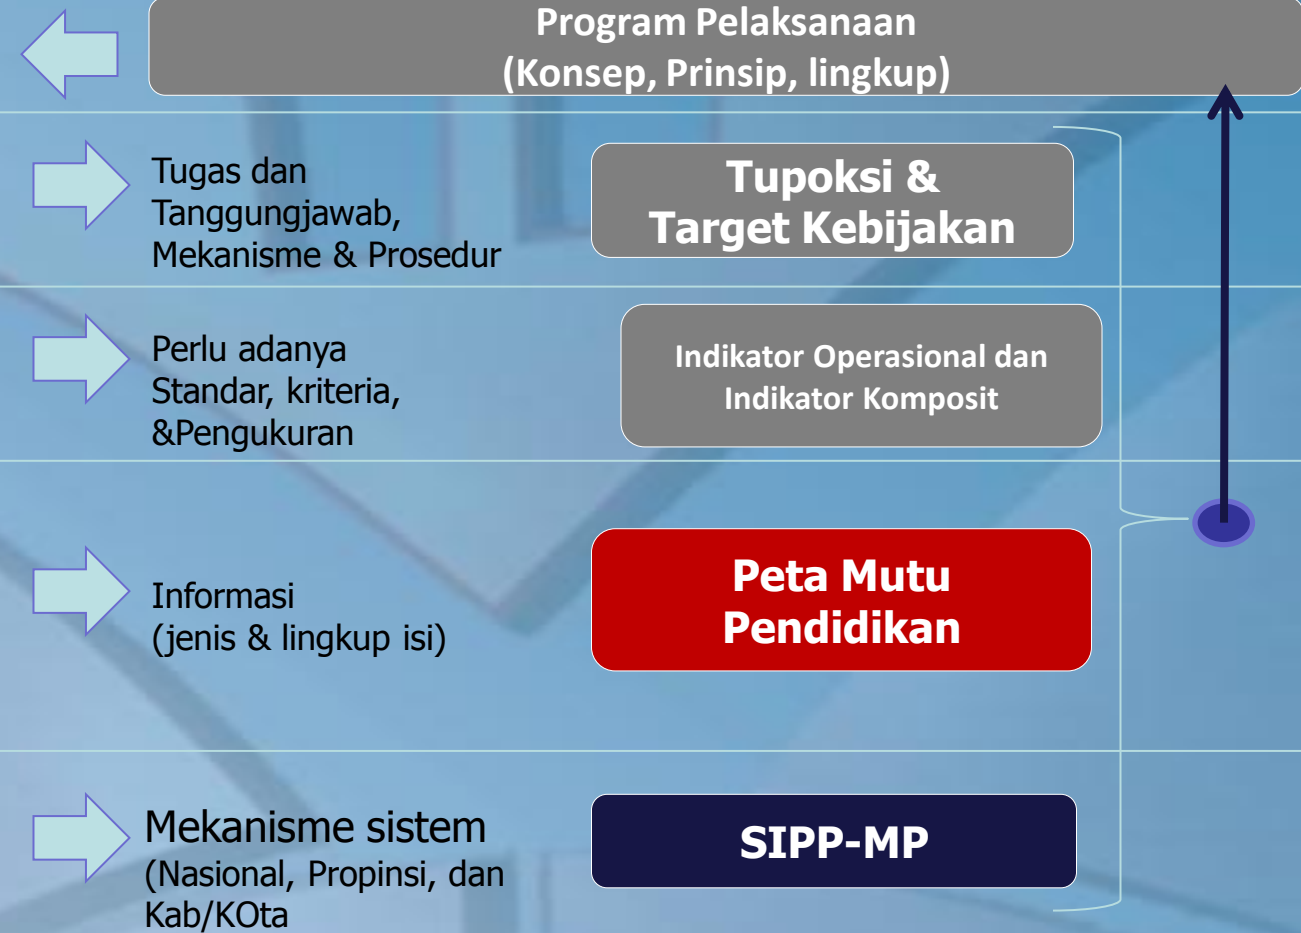 Program Pelaksanaan
(Konsep, Prinsip, lingkup)
Tugas dan
Tanggungjawab,
Mekanisme & Prosedur
Tupoksi &
Target Kebijakan
Perlu adanya
Standar, kriteria,
&Pengukuran
Indikator Operasional dan
Indikator Komposit
Informasi
(jenis & lingkup isi)
Peta Mutu
Pendidikan
Mekanisme sistem
(Nasional, Propinsi, dan
Kab/KOta
SIPP-MP